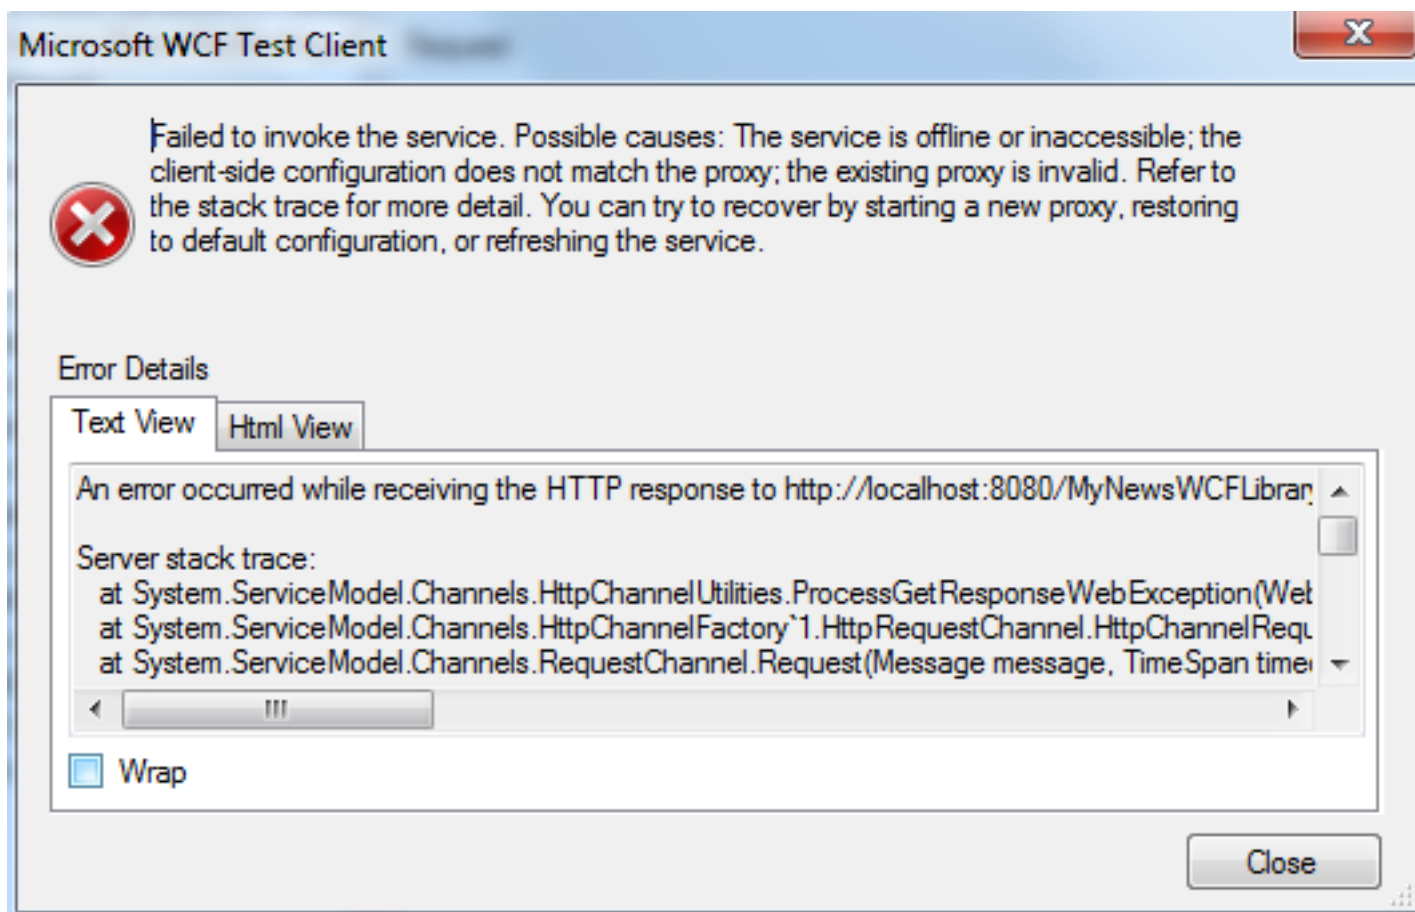 Microsoft WCF Test Client
Failed to invoke the service. Possible causes: The service is offline or inaccessible; the
client-side configuration does not match the proxy; the existing proxy is invalid. Refer to
the stack trace for more detail. You can try to recover by starting a new proxy, restoring
to default configuration, or refreshing the service.
Error Details
Text View Html View
An error occurred while receiving the HTTP response to http://localhost:8080/MyNewsWCFLibrary
Server stack trace:
at System.ServiceModel.Channels.HttpChannelUtilities.ProcessGetResponseWebException(Web
at System.ServiceModel.Channels.HttpChannelFactory`1.HttpRequestChannel.HttpChannelRequ
at System.ServiceModel.Channels.RequestChannel.Request(Message message, TimeSpan timeo
Wrap
Close